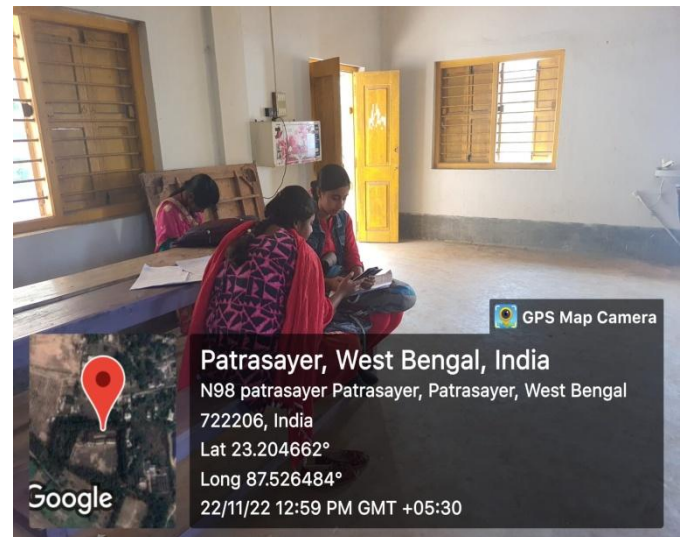 GPS Map Camera
Patrasayer, West Bengal, India
N98 patrasayer Patrasayer, Patrasayer, West Bengal
722206, India
Lat 23.204662°
Long 87.526484°
22/11/22 12:59 PM GMT +05:30
Google